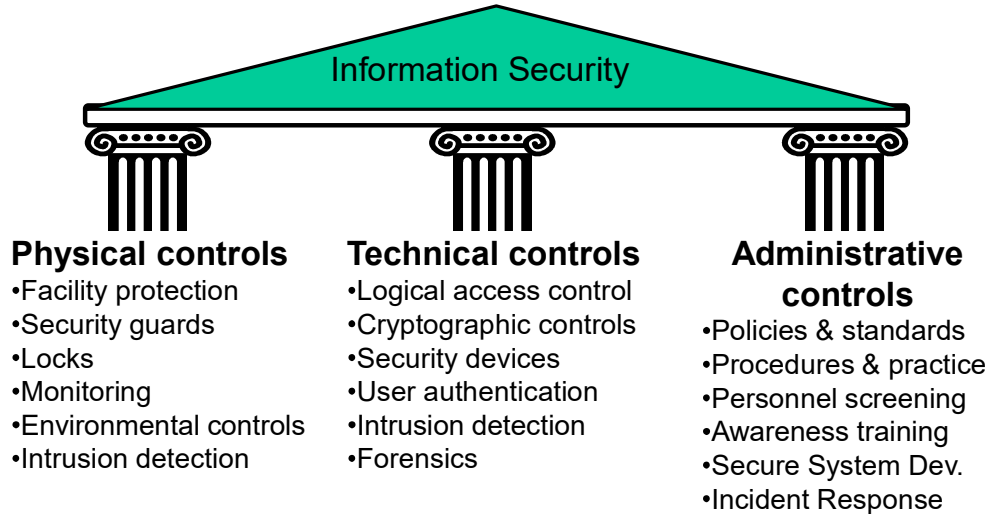 Information Security
Physical controls
•Facility protection
•Security guards
•Locks
•Monitoring
•Environmental controls
•Intrusion detection
Technical controls
•Logical access control
•Cryptographic controls
•Security devices
•User authentication
•Intrusion detection
•Forensics
Administrative
controls
•Policies & standards
•Procedures & practice
•Personnel screening
•Awareness training
•Secure System Dev.
•Incident Response